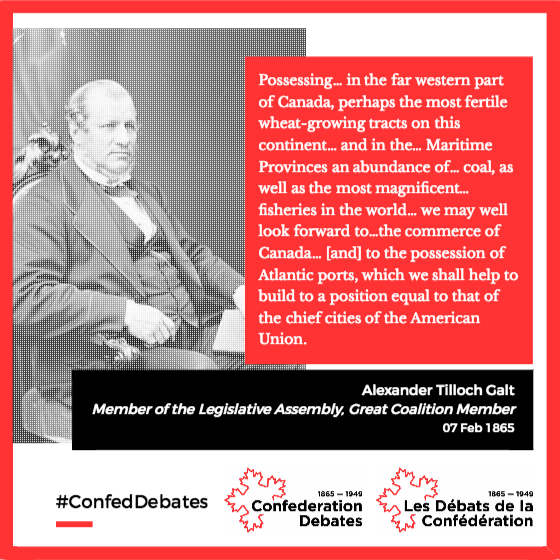 Possessing... in the far western part
of Canada, perhaps the most fertile
wheat-growing tracts on this
continent... and in the... Maritime
Provinces an abundance of... coal, as
well as the most magnificent...
fisheries in the world... we may well
look forward to...the commerce of
Canada... [and] to the possession of
Atlantic ports, which we shall help to
build to a position equal to that of
the chief cities of the American
Union.
Alexander Tilloch Galt
Member of the Legislative Assembly, Great Coalition Member
07 Feb 1865
#ConfedDebates
1865 — 1949
Confederation
Debates
1865 — 1949
Les Débats de la
Confédération